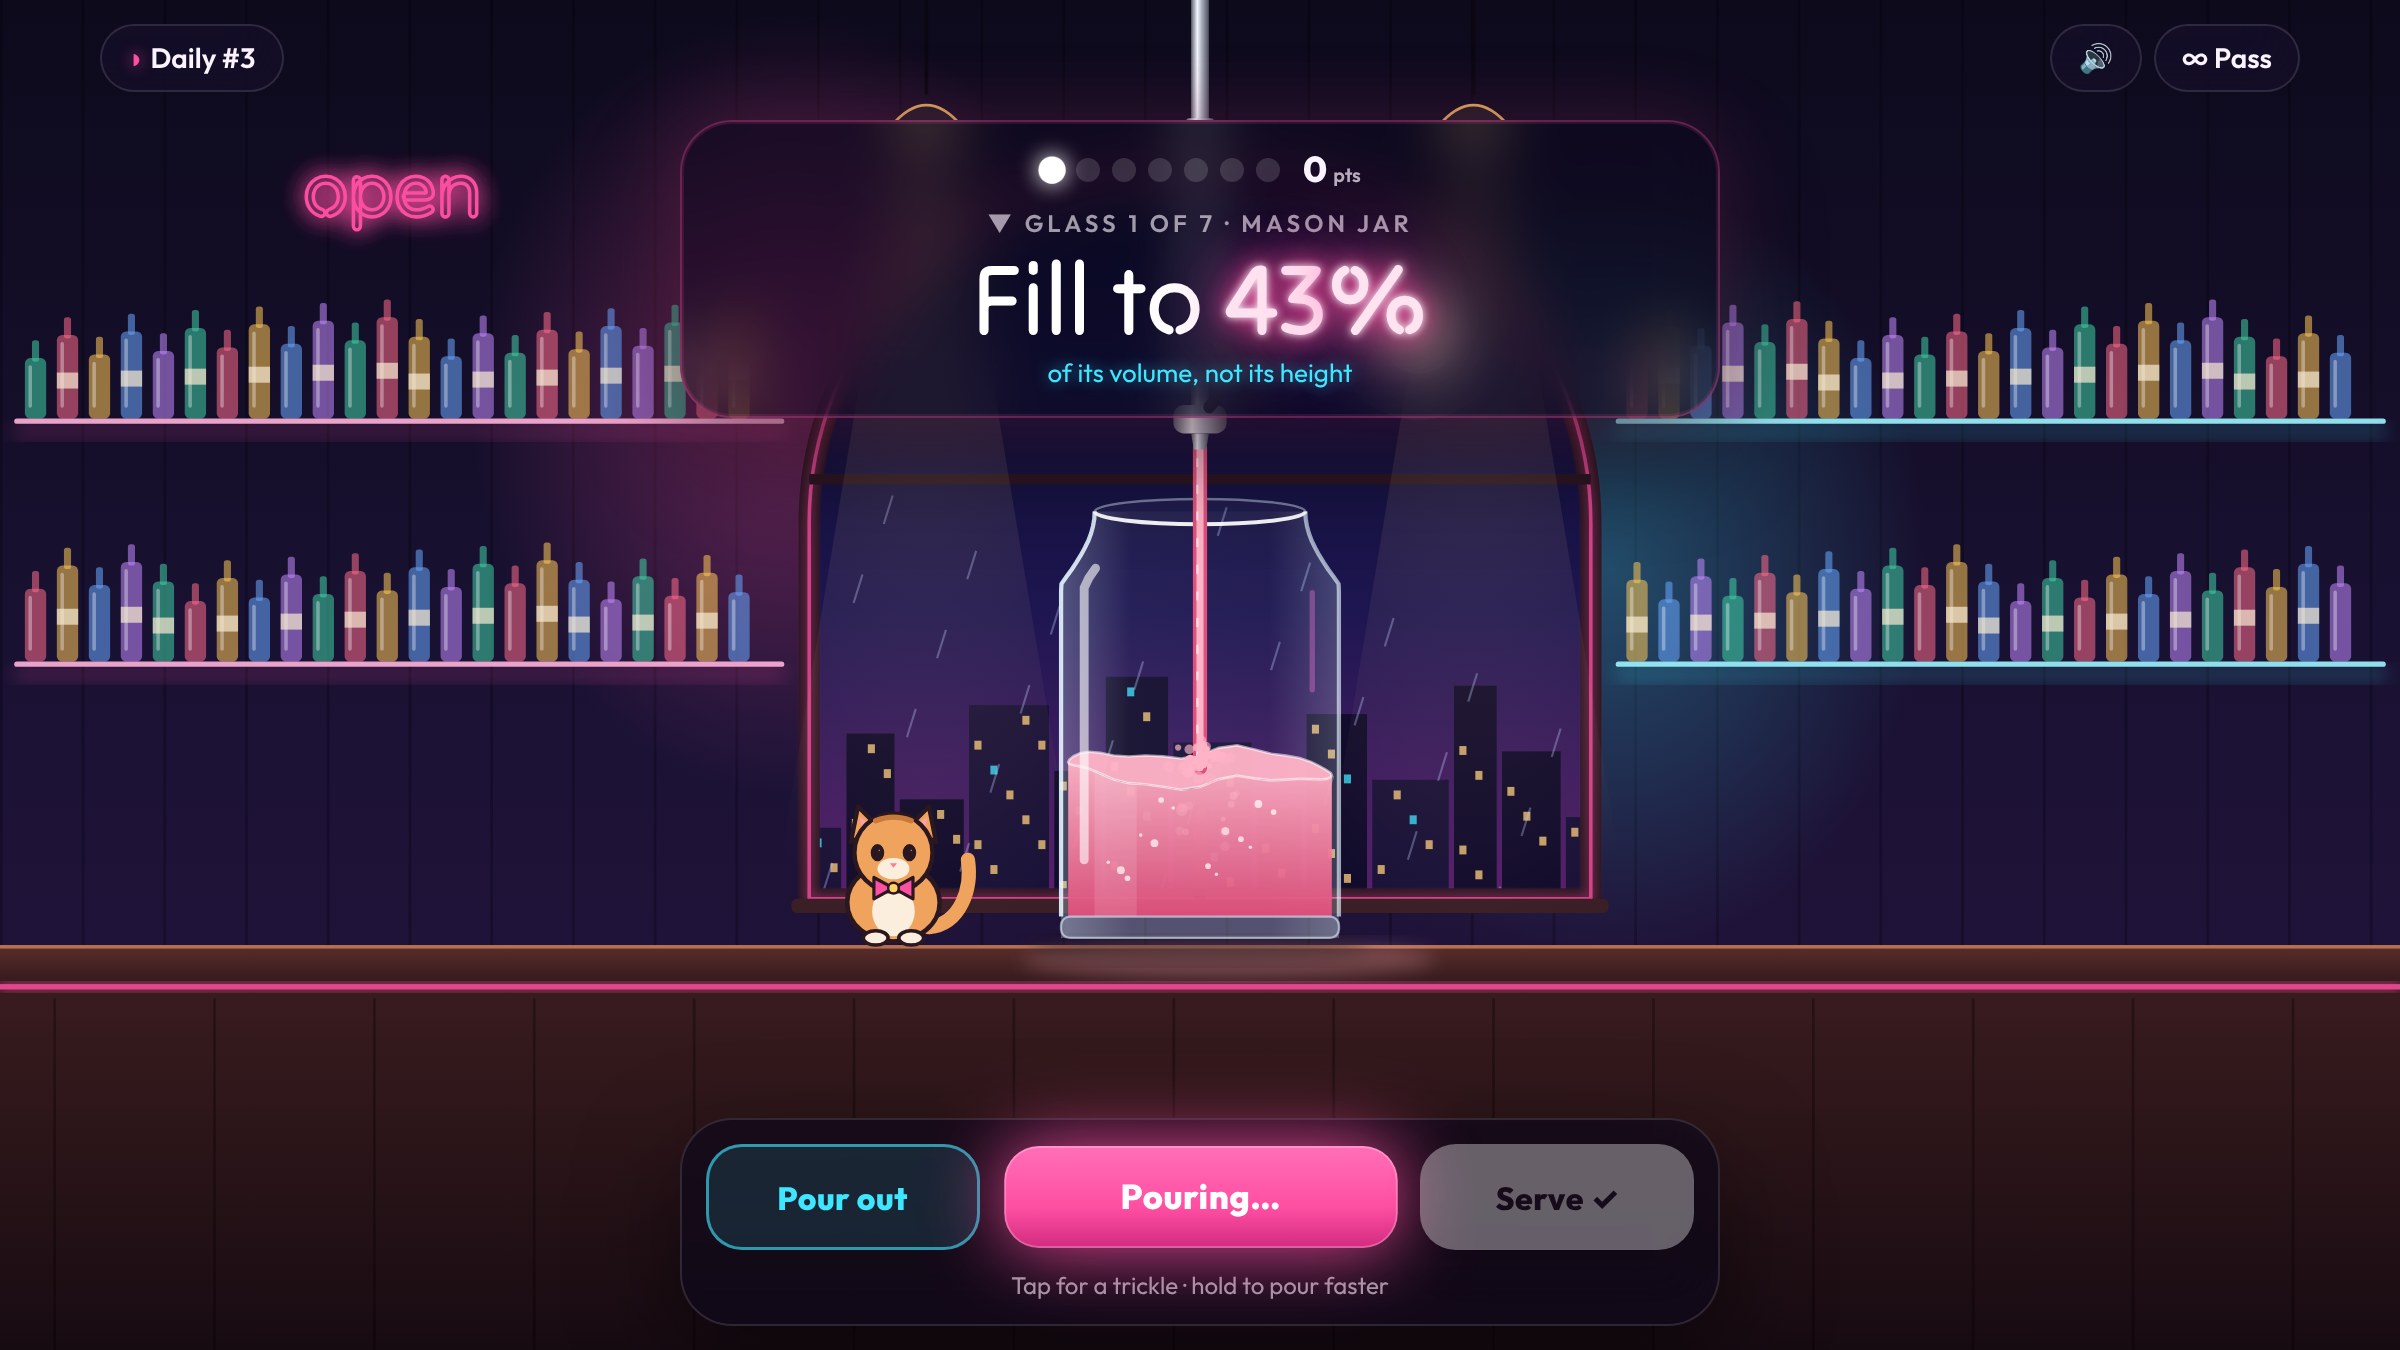 Daily #3
🔊
∞ Pass
open
0 pts
▼ GLASS 1 OF 7 · MASON JAR
Fill to 43%
of its volume, not its height
Pour out
Pouring...
Serve ✓
Tap for a trickle · hold to pour faster